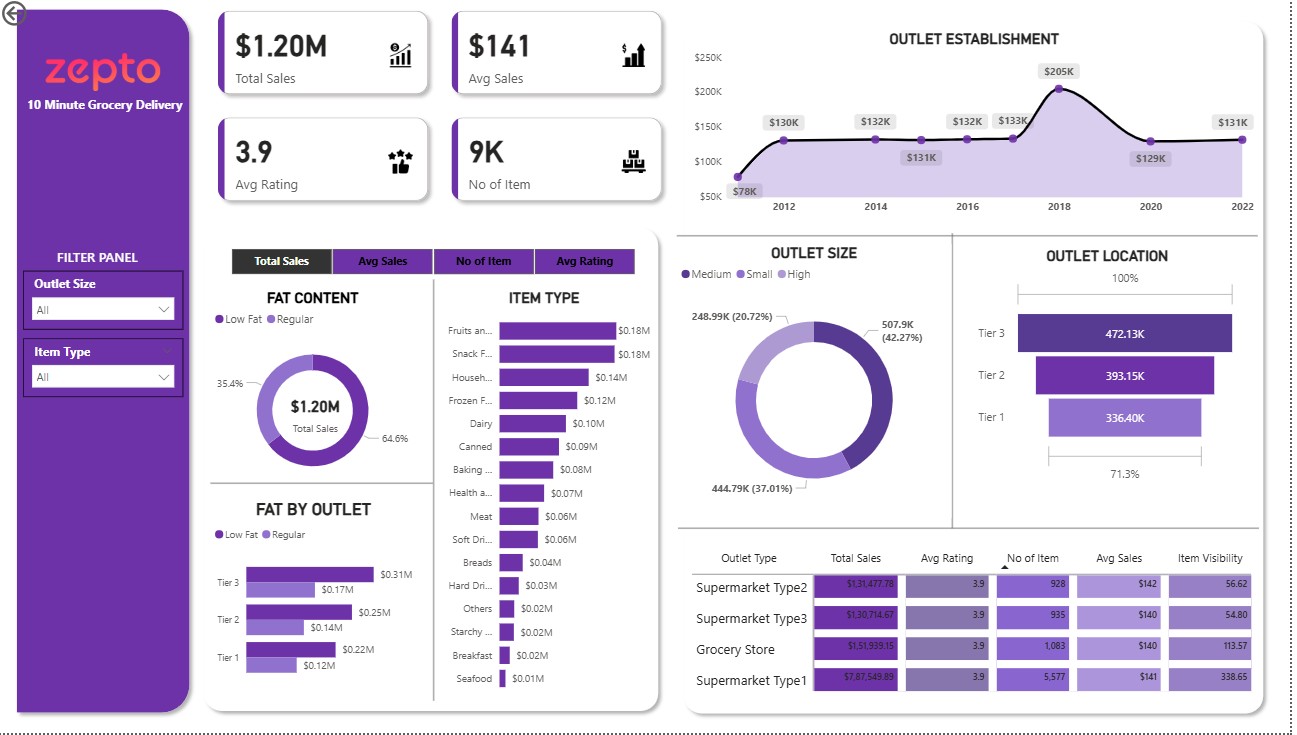 zepto
10 Minute Grocery Delivery
FILTER PANEL
Outlet Size
All
Item Type
All
$1.20M
Total Sales
$141
Avg Sales
3.9
Avg Rating
9K
No of Item
Total Sales Avg Sales No of Item Avg Rating
FAT CONTENT
Low Fat Regular
35.4%
$1.20M
Total Sales
64.6%
FAT BY OUTLET
Low Fat Regular
Tier 3 $0.31M
$0.17M
Tier 2 $0.25M
$0.14M
Tier 1 $0.22M
$0.12M
ITEM TYPE
Fruits an... $0.18M
Snack F... $0.18M
Househ... $0.14M
Frozen F... $0.12M
Dairy $0.10M
Canned $0.09M
Baking ... $0.08M
Health a... $0.07M
Meat $0.06M
Soft Dri... $0.06M
Breads $0.04M
Hard Dri... $0.03M
Others $0.02M
Starchy ... $0.02M
Breakfast $0.02M
Seafood $0.01M
OUTLET ESTABLISHMENT
$250K
$200K
$150K
$100K
$50K
$78K
$130K
$132K
$131K
$132K
$133K
$205K
$129K
$131K
2012 2014 2016 2018 2020 2022
OUTLET SIZE
Medium Small High
248.99K (20.72%)
507.9K
(42.27%)
444.79K (37.01%)
OUTLET LOCATION
100%
Tier 3 472.13K
Tier 2 393.15K
Tier 1 336.40K
71.3%
Outlet Type Total Sales Avg Rating No of Item Avg Sales Item Visibility
Supermarket Type2 $1,31,477.78 3.9 928 $142 56.62
Supermarket Type3 $1,30,714.67 3.9 935 $140 54.80
Grocery Store $1,51,939.15 3.9 1,083 $140 113.57
Supermarket Type1 $7,87,549.89 3.9 5,577 $141 338.65